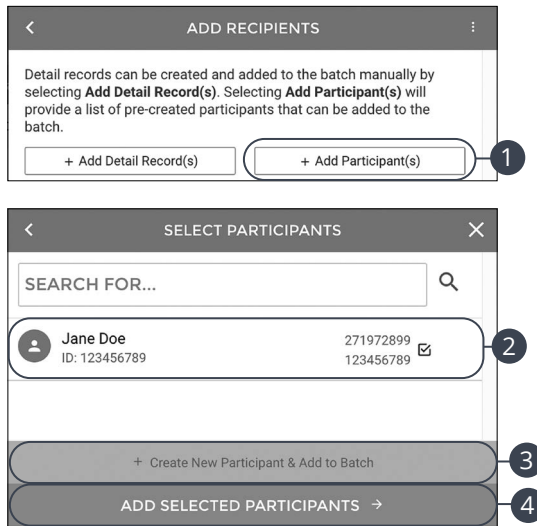 ADD RECIPIENTS
Detail records can be created and added to the batch manually by
selecting Add Detail Record(s). Selecting Add Participant(s) will
provide a list of pre-created participants that can be added to the
batch.
+ Add Detail Record(s)
+ Add Participant(s)
1
SELECT PARTICIPANTS
SEARCH FOR...
Jane Doe
271972899
ID: 123456789
123456789
2
+ Create New Participant & Add to Batch
3
ADD SELECTED PARTICIPANTS →
4